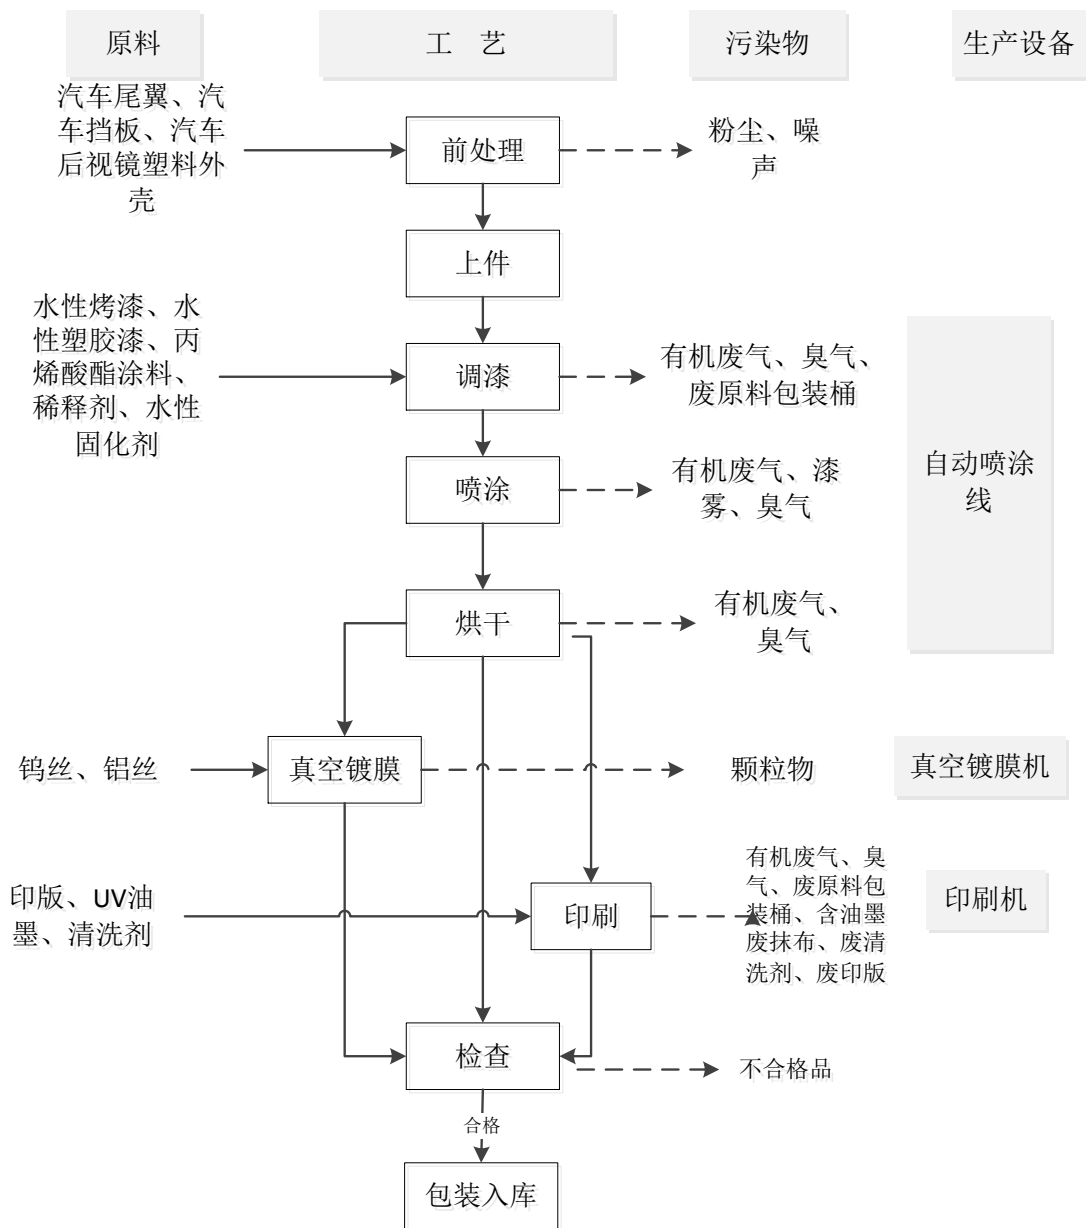 原料
工 艺
污染物
生产设备
汽车尾翼、汽
车挡板、汽车
后视镜塑料外
壳
前处理
粉尘、噪
声
上件
水性烤漆、水
性塑胶漆、丙
烯酸酯涂料、
稀释剂、水性
固化剂
调漆
有机废气、臭气、
废原料包装桶
自动喷涂
线
喷涂
有机废气、漆
雾、臭气
烘干
有机废气、
臭气
钨丝、铝丝
真空镀膜
颗粒物
真空镀膜机
印版、UV油
墨、清洗剂
印刷
有机废气、臭
气、废原料包
装桶、含油墨
废抹布、废清
洗剂、废印版
印刷机
检查
不合格品
合格
包装入库